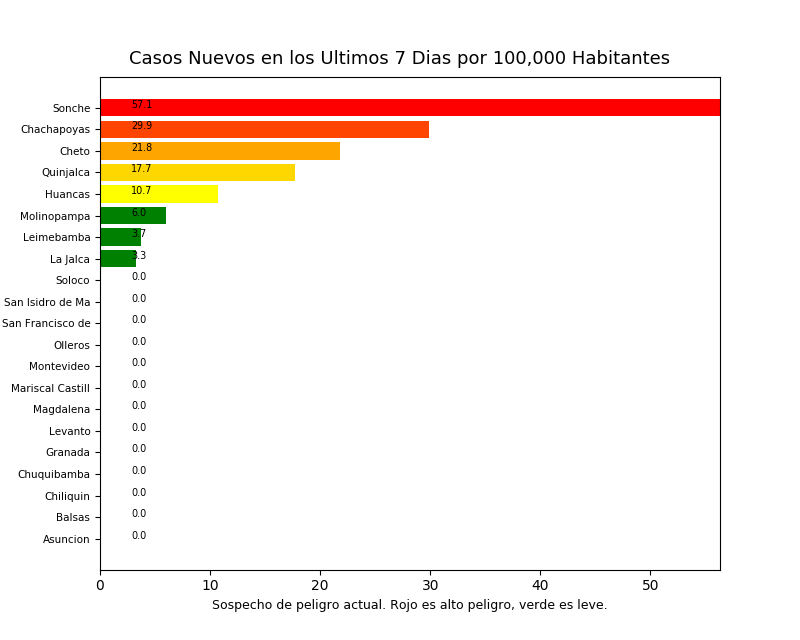 Casos Nuevos en los Ultimos 7 Dias por 100,000 Habitantes
Sonche 57.1
Chachapoyas 29.9
Cheto 21.8
Quinjalca 17.7
Huancas 10.7
Molinopampa 6.0
Leimebamba 3.7
La Jalca 3.3
Soloco 0.0
San Isidro de Ma 0.0
San Francisco de 0.0
Olleros 0.0
Montevideo 0.0
Mariscal Castill 0.0
Magdalena 0.0
Levanto 0.0
Granada 0.0
Chuquibamba 0.0
Chiliquin 0.0
Balsas 0.0
Asuncion 0.0
0 10 20 30 40 50
Sospecho de peligro actual. Rojo es alto peligro, verde es leve.